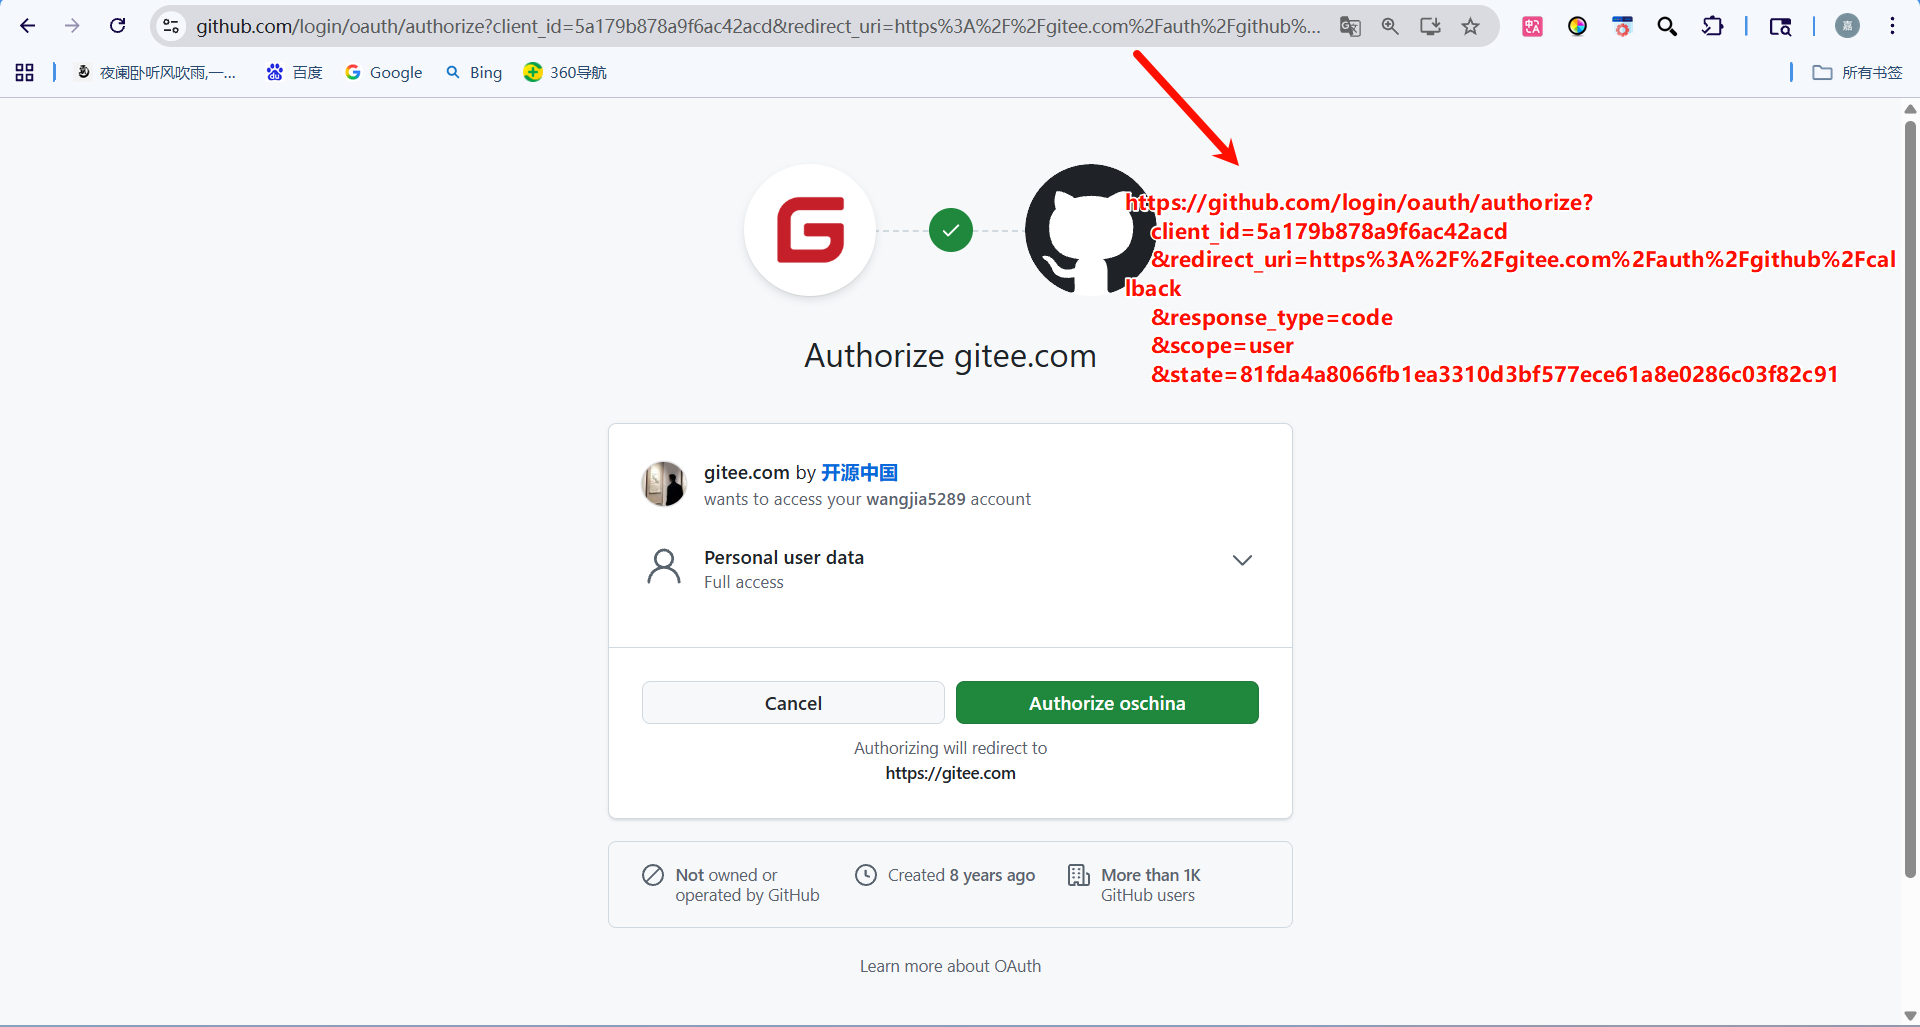 github.com/login/oauth/authorize?client_id=5a179b878a9f6ac42acd&redirect_uri=https%3A%2F%2Fgitee.com%2Fauth%2Fgithub%...
嘉
夜阑卧听风吹雨,一...
百度
Google
Bing
360导航
所有书签
https://github.com/login/oauth/authorize?
client_id=5a179b878a9f6ac42acd
&redirect_uri=https%3A%2F%2Fgitee.com%2Fauth%2Fgithub%2Fcal
lback
&response_type=code
&scope=user
&state=81fda4a8066fb1ea3310d3bf577ece61a8e0286c03f82c91
Authorize gitee.com
gitee.com by 开源中国
wants to access your wangjia5289 account
Personal user data
Full access
Cancel
Authorize oschina
Authorizing will redirect to
https://gitee.com
Not owned or
operated by GitHub
Created 8 years ago
More than 1K
GitHub users
Learn more about OAuth